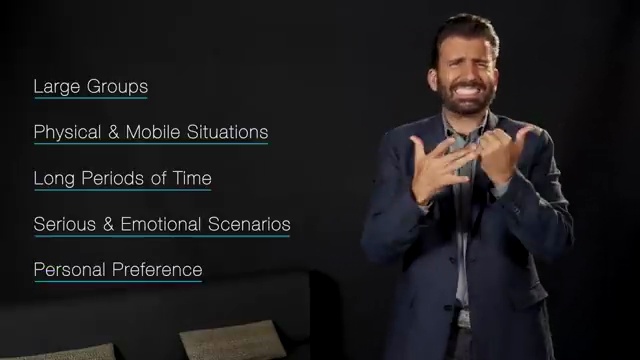 Large Groups
Physical & Mobile Situations
Long Periods of Time
Serious & Emotional Scenarios
Personal Preference